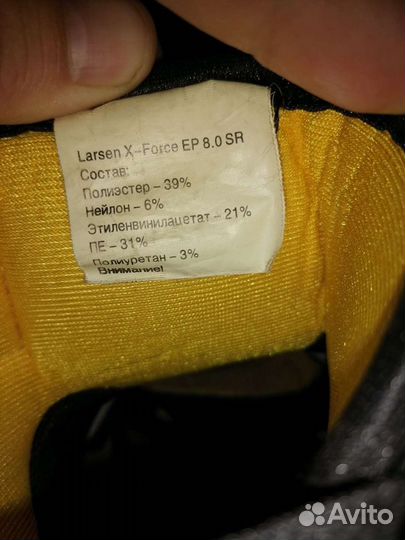 Larsen X-Force EP 8.0 SR
Состав:
Полиэстер – 39%
Нейлон – 6%
Этиленвинилацетат – 21%
ПЕ – 31%
Полиуретан – 3%
Внимание!
Avito